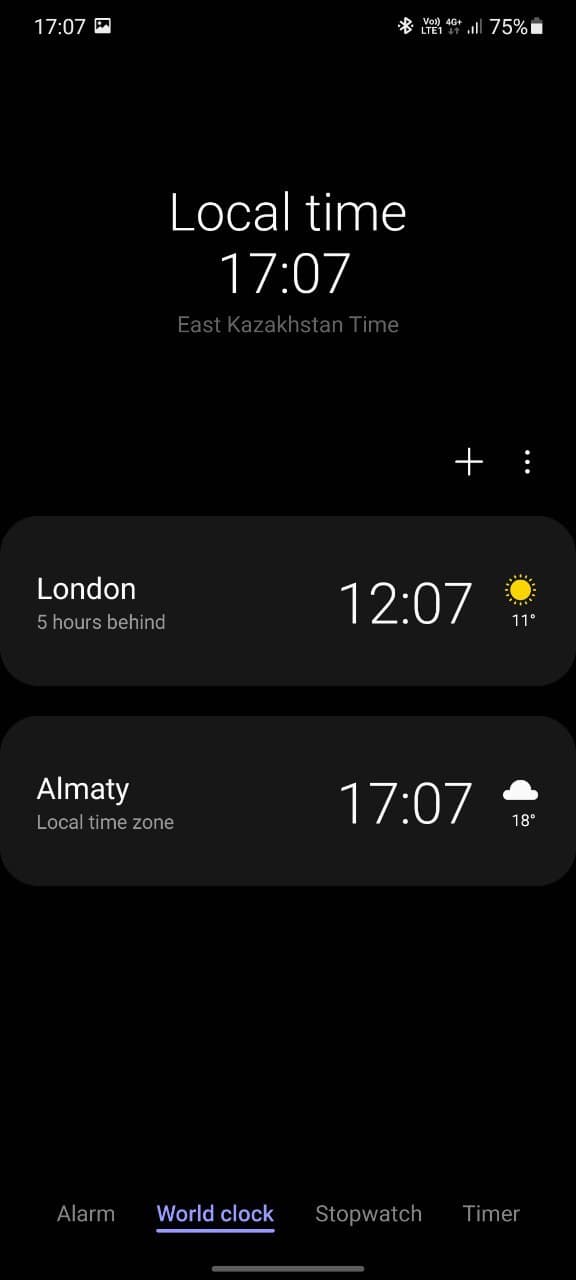 17:07 Vo) 4G+ 75%
LTE1
Local time
17:07
East Kazakhstan Time
London 12:07
5 hours behind 11°
Almaty 17:07
Local time zone 18°
Alarm World clock Stopwatch Timer